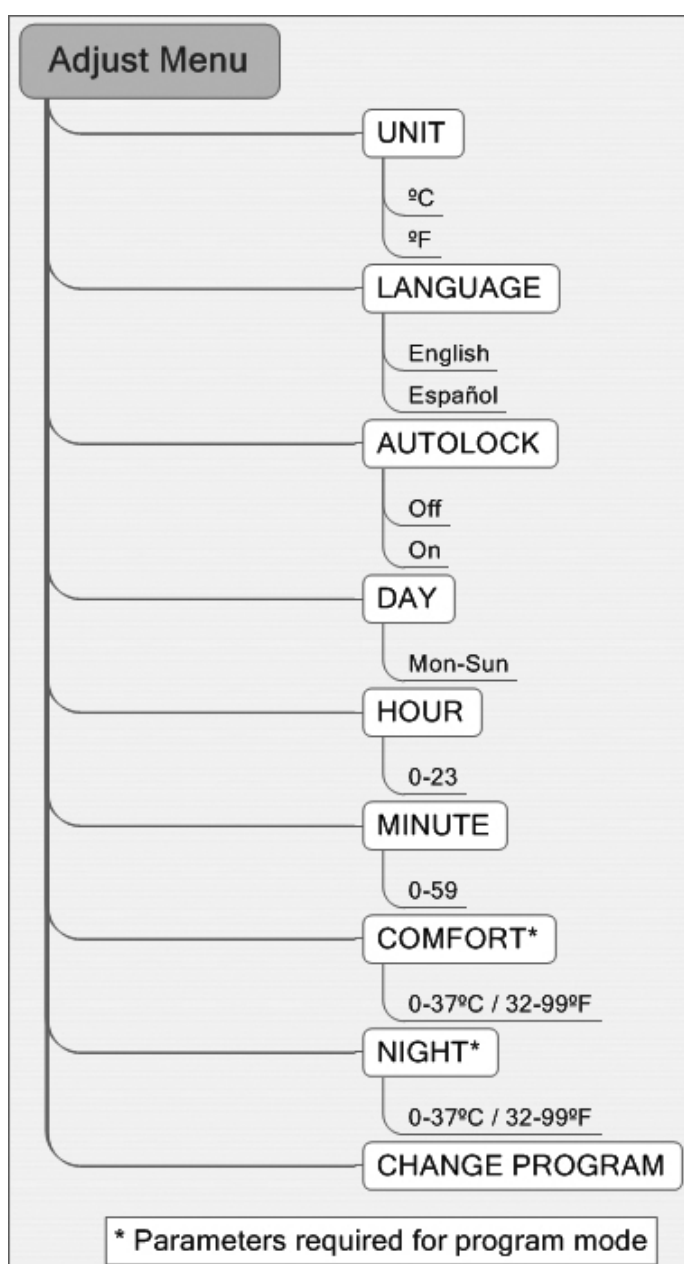 Adjust Menu
UNIT
ºC
ºF
LANGUAGE
English
Español
AUTOLOCK
Off
On
DAY
Mon-Sun
HOUR
0-23
MINUTE
0-59
COMFORT*
0-37ºC / 32-99ºF
NIGHT*
0-37ºC / 32-99ºF
CHANGE PROGRAM
* Parameters required for program mode